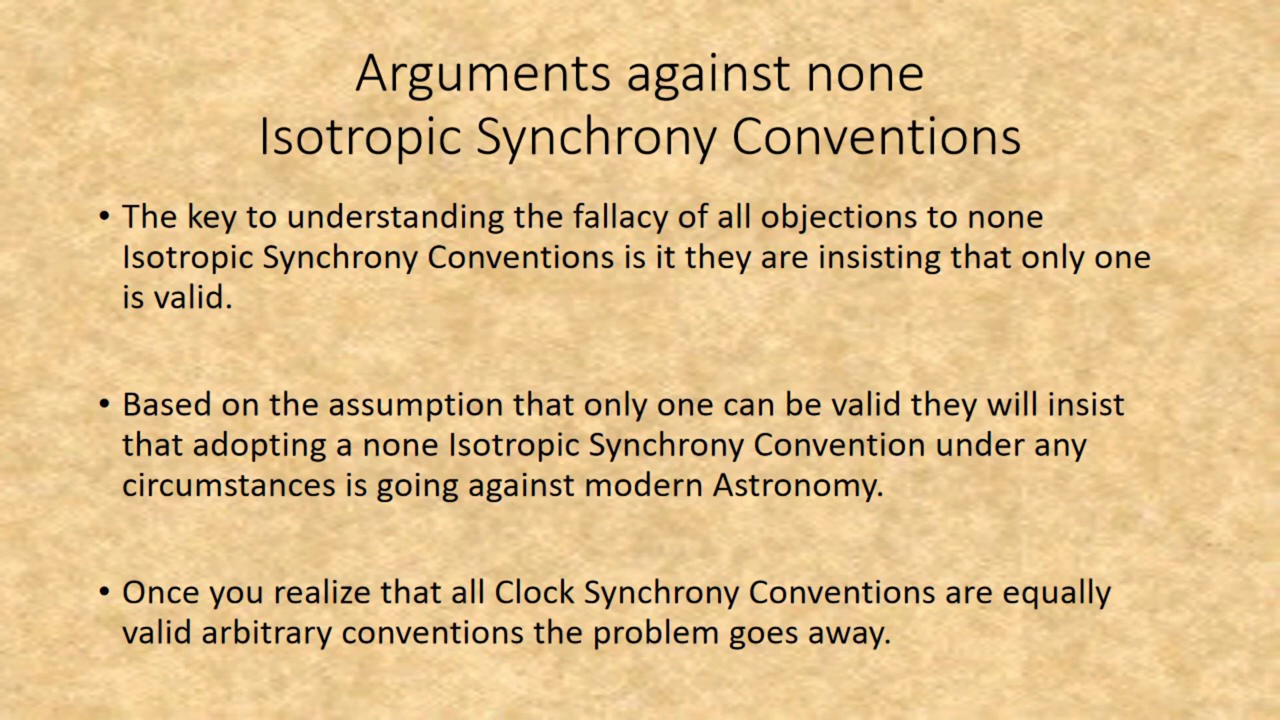 Arguments against none
Isotropic Synchrony Conventions
• The key to understanding the fallacy of all objections to none
Isotropic Synchrony Conventions is it they are insisting that only one
is valid.
• Based on the assumption that only one can be valid they will insist
that adopting a none Isotropic Synchrony Convention under any
circumstances is going against modern Astronomy.
• Once you realize that all Clock Synchrony Conventions are equally
valid arbitrary conventions the problem goes away.